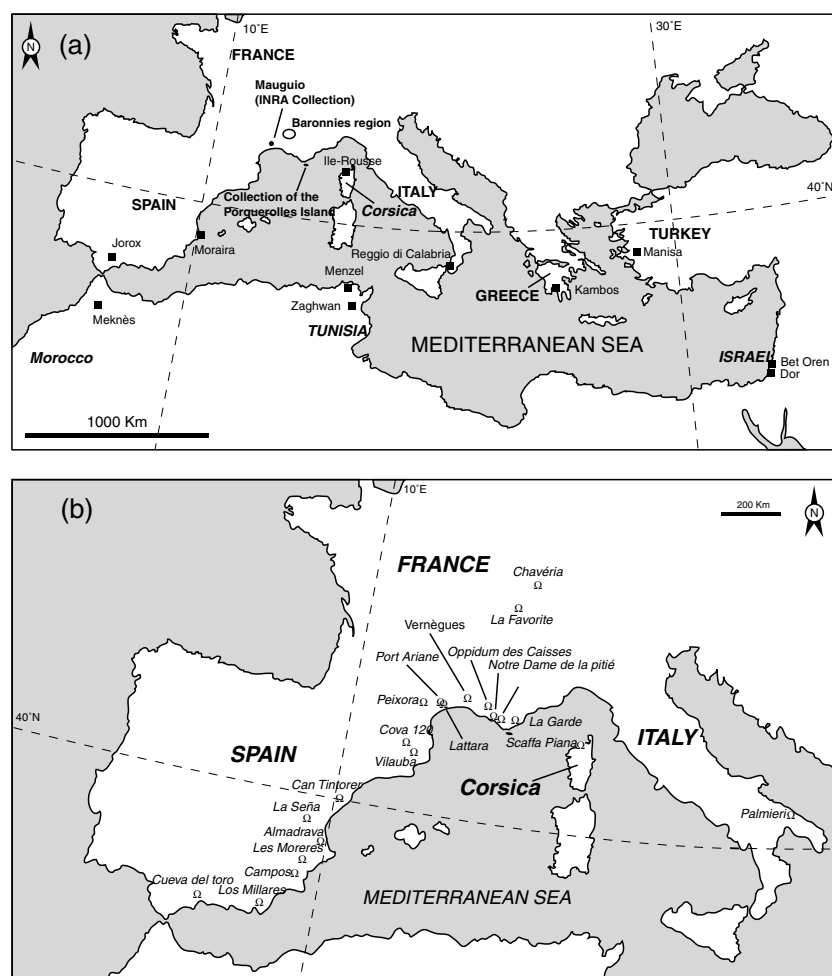 (a)
N
10°E
30°E
FRANCE
Mauguio
(INRA Collection)
Baronnies region
Ile-Rousse
40°N
SPAIN
Collection of the
Porquerolles Island
Corsica
ITALY
TURKEY
Jorox
Moraira
Reggio di Calabria
Manisa
Menzel
GREECE
Kambos
Meknès
Zaghwan
TUNISIA
MEDITERRANEAN SEA
Morocco
ISRAEL
Bet Oren
Dor
1000 Km
(b)
10°E
200 Km
N
FRANCE
Chavéria
La Favorite
Vernègues
Oppidum des Caisses
Port Ariane
Notre Dame de la pitié
Peixora
40°N
La Garde
Cova 120
Lattara
Scaffa Piana
SPAIN
ITALY
Vilauba
Corsica
Can Tintorer
La Seña
Palmieri
Almadrava
Les Moreres
Campos
Cueva del toro
Los Millares
MEDITERRANEAN SEA